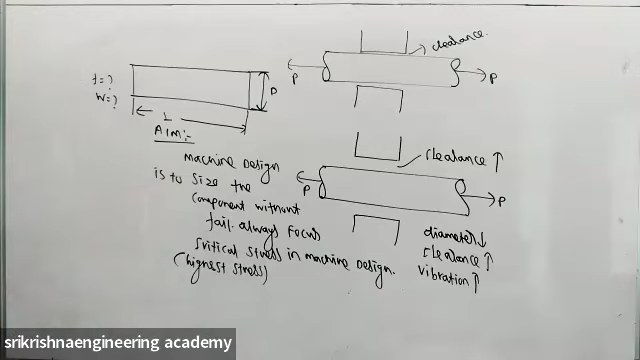 t=?
w=?
L
D
AIM:-
machine Design
is to size the
component without
fail. always focus
critical stress in machine design.
(highest stress)
clearance.
P
P
clearance ↑
P
P
diameter↓
clearance ↑
vibration ↑
srikrishnaengineering academy